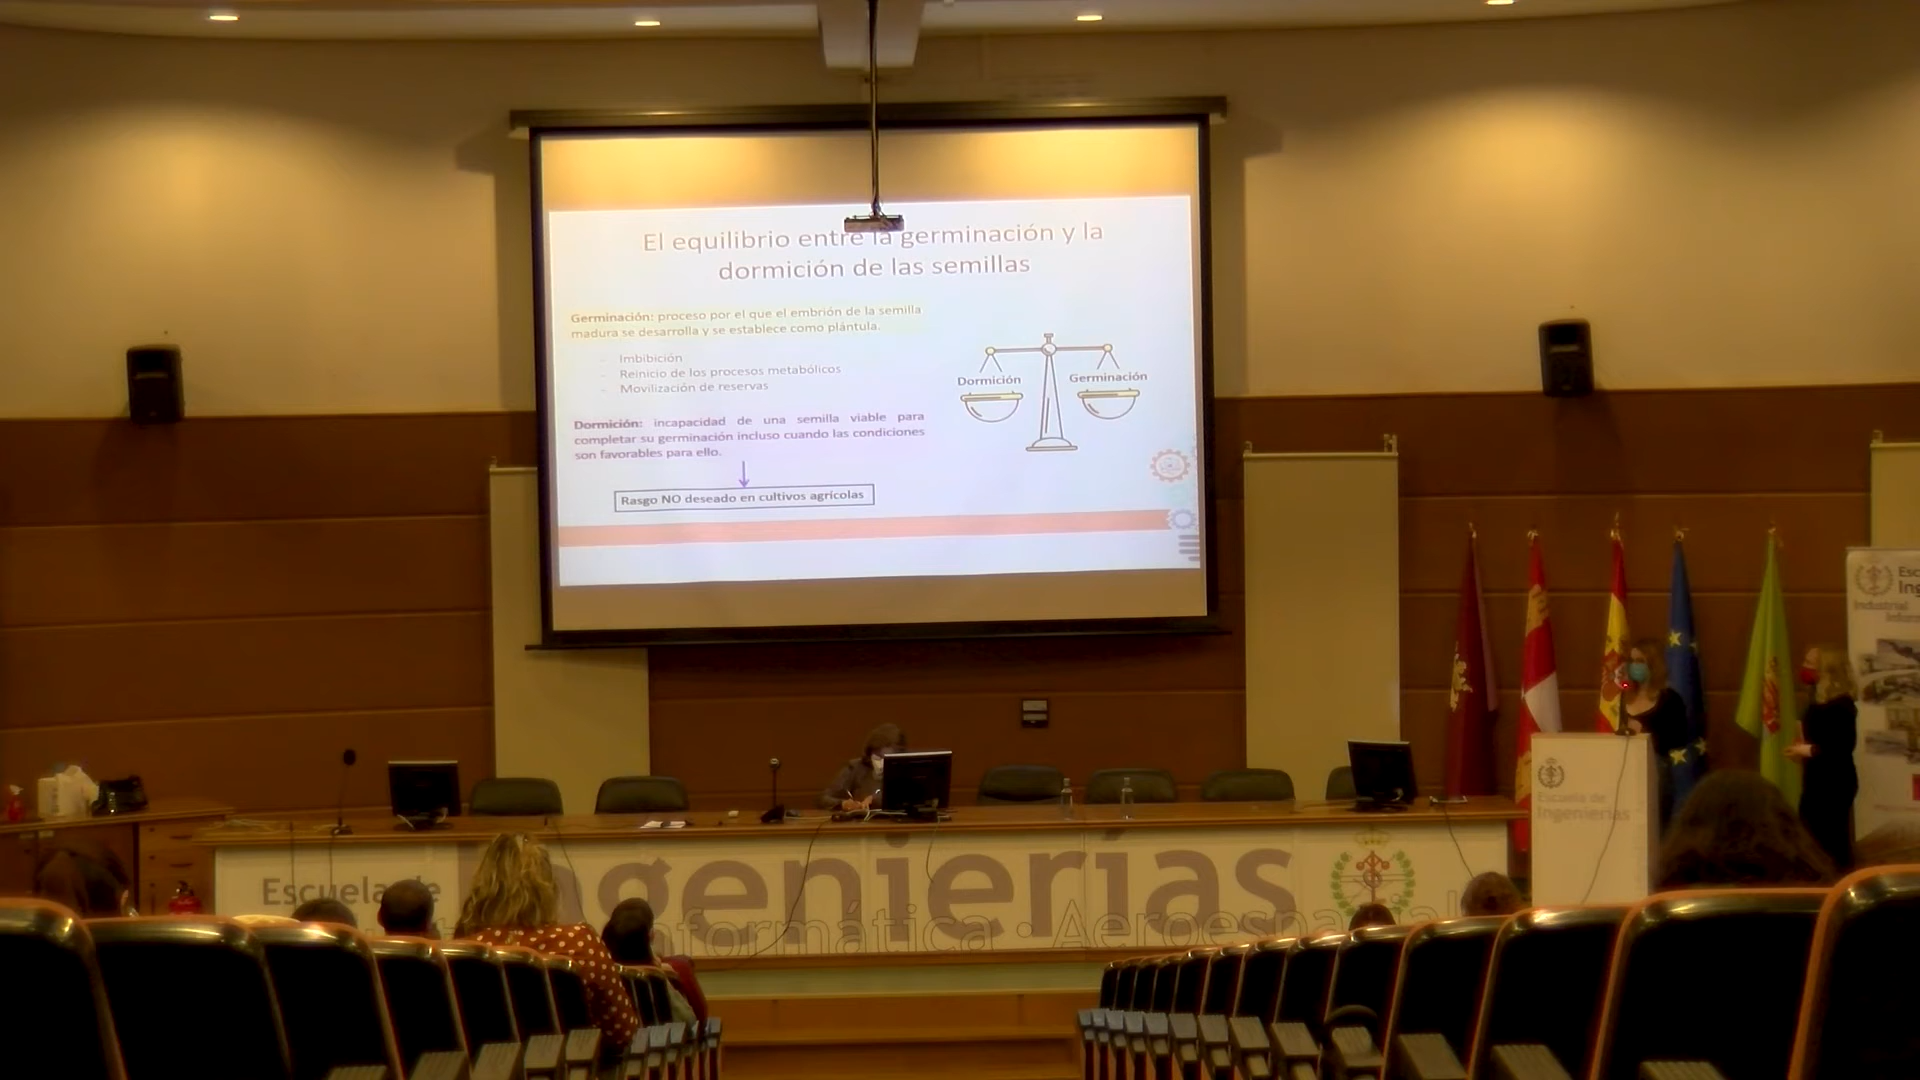 El equilibrio entre la germinación y la
dormición de las semillas
Germinación: proceso por el que el embrión de la semilla
madura se desarrolla y se establece como plántula.
- Imbibición
- Reinicio de los procesos metabólicos
- Movilización de reservas
Dormición: incapacidad de una semilla viable para
completar su germinación incluso cuando las condiciones
son favorables para ello.
Rasgo NO deseado en cultivos agrícolas
Dormición
Germinación
Industrial
Escuela de
Ingenierías
Escuela de
Ingenierías
Informática • Aeroespacial